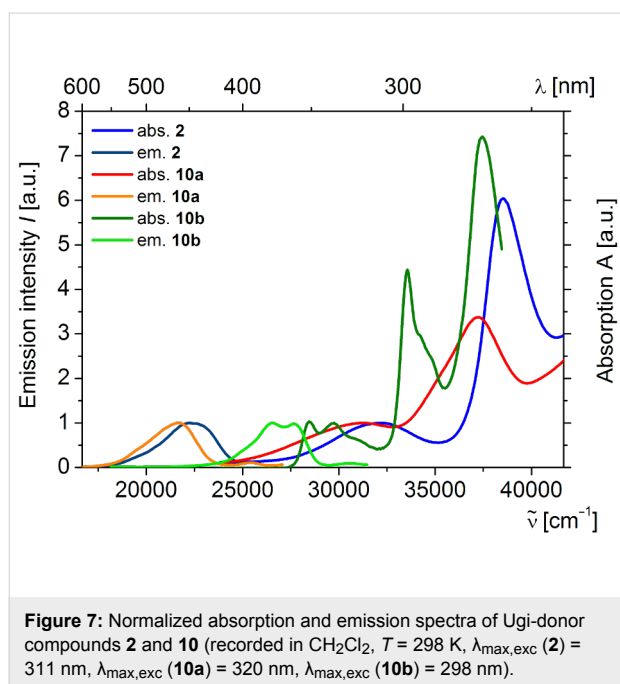 600 500 400 300 λ [nm]
8
7
6
5
4
3
2
1
0
Emission intensity I [a.u.]
abs. 2
em. 2
abs. 10a
em. 10a
abs. 10b
em. 10b
Absorption A [a.u.]
20000 25000 30000 35000 40000
ṽ [cm⁻¹]
Figure 7: Normalized absorption and emission spectra of Ugi-donor
compounds 2 and 10 (recorded in CH₂Cl₂, T = 298 K, λmax,exc (2) =
311 nm, λmax,exc (10a) = 320 nm, λmax,exc (10b) = 298 nm).